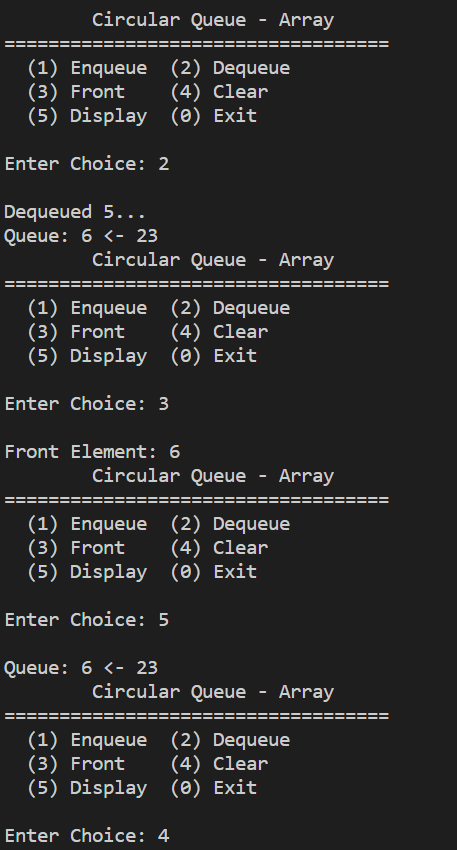 Circular Queue - Array
===================================
  (1) Enqueue  (2) Dequeue
  (3) Front    (4) Clear
  (5) Display  (0) Exit

Enter Choice: 2

Dequeued 5...
Queue: 6 <- 23
        Circular Queue - Array
===================================
  (1) Enqueue  (2) Dequeue
  (3) Front    (4) Clear
  (5) Display  (0) Exit

Enter Choice: 3

Front Element: 6
        Circular Queue - Array
===================================
  (1) Enqueue  (2) Dequeue
  (3) Front    (4) Clear
  (5) Display  (0) Exit

Enter Choice: 5

Queue: 6 <- 23
        Circular Queue - Array
===================================
  (1) Enqueue  (2) Dequeue
  (3) Front    (4) Clear
  (5) Display  (0) Exit

Enter Choice: 4